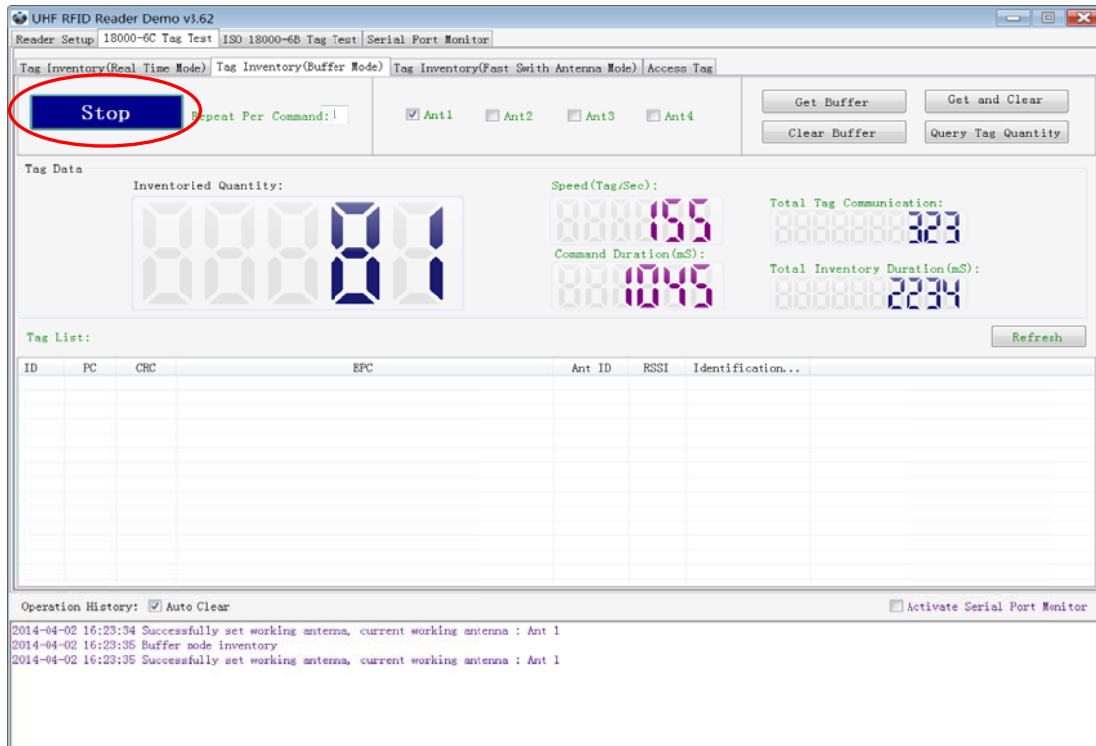 UHF RFID Reader Demo v3.62
Reader Setup 18000-6C Tag Test ISO 18000-6B Tag Test Serial Port Monitor
Tag Inventory(Real Time Mode) Tag Inventory(Buffer Mode) Tag Inventory(Fast Swith Antenna Mole) Access Tag
Stop Repeat Per Command: 1 Ant1 Ant2 Ant3 Ant4 Get Buffer Get and Clear
Clear Buffer Query Tag Quantity
Tag Data
Inventoried Quantity: Speed(Tag/Sec):
Total Tag Communication:
81 155 323
Command Duration(mS):
Total Inventory Duration(mS):
1045 2234
Tag List: Refresh
ID PC CRC EPC Ant ID RSSI Identification...
Operation History: Auto Clear Activate Serial Port Monitor
2014-04-02 16:23:34 Successfully set working antenna, current working antenna : Ant 1
2014-04-02 16:23:35 Buffer mode inventory
2014-04-02 16:23:35 Successfully set working antenna, current working antenna : Ant 1